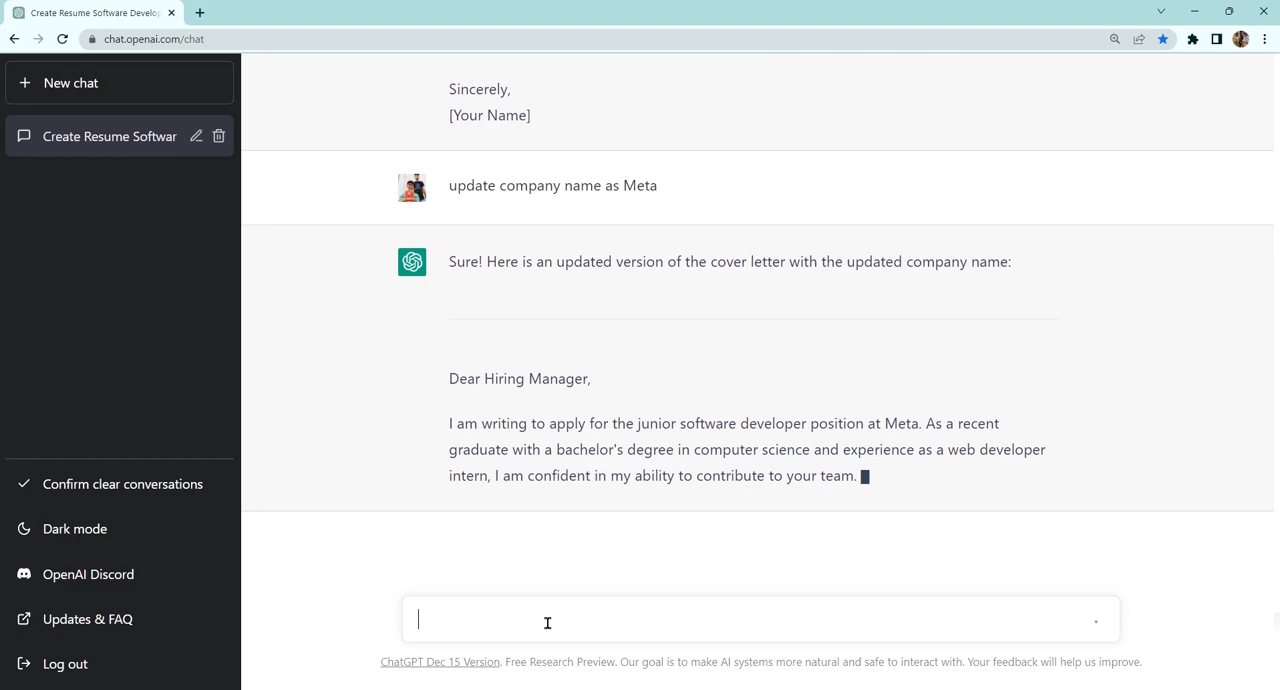 Create Resume Software Develop
chat.openai.com/chat
New chat
Create Resume Softwar
Confirm clear conversations
Dark mode
OpenAI Discord
Updates & FAQ
Log out
Sincerely,
[Your Name]
update company name as Meta
Sure! Here is an updated version of the cover letter with the updated company name:
Dear Hiring Manager,
I am writing to apply for the junior software developer position at Meta. As a recent
graduate with a bachelor's degree in computer science and experience as a web developer
intern, I am confident in my ability to contribute to your team.
ChatGPT Dec 15 Version. Free Research Preview. Our goal is to make AI systems more natural and safe to interact with. Your feedback will help us improve.